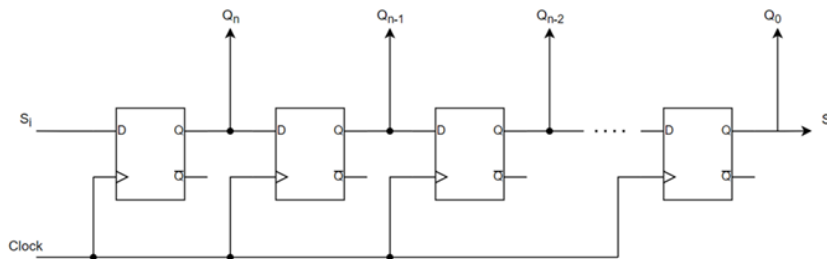 Qn Qn-1 Qn-2 Q0
Si D Q D Q D Q .... D Q S
Q Q Q Q
Clock